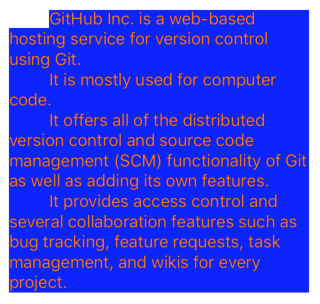 GitHub Inc. is a web-based
hosting service for version control
using Git.
It is mostly used for computer
code.
It offers all of the distributed
version control and source code
management (SCM) functionality of Git
as well as adding its own features.
It provides access control and
several collaboration features such as
bug tracking, feature requests, task
management, and wikis for every
project.